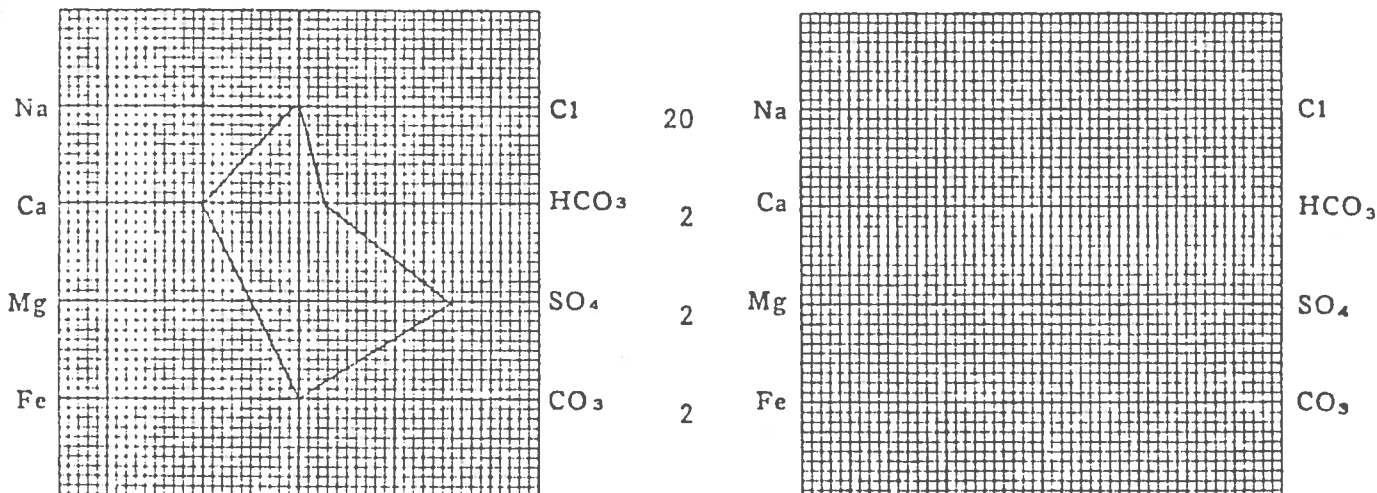 Na Cl 20 Na Cl
Ca HCO₃ 2 Ca HCO₃
Mg SO₄ 2 Mg SO₄
Fe CO₃ 2 Fe CO₃